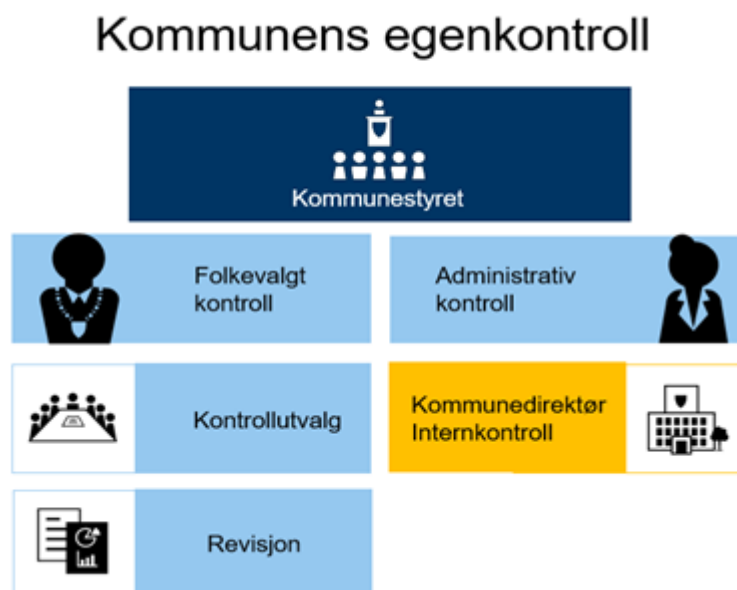 Kommunens egenkontroll
Kommunestyret
Folkevalgt
kontroll
Administrativ
kontroll
Kontrollutvalg
Kommunedirektør
Internkontroll
Revisjon